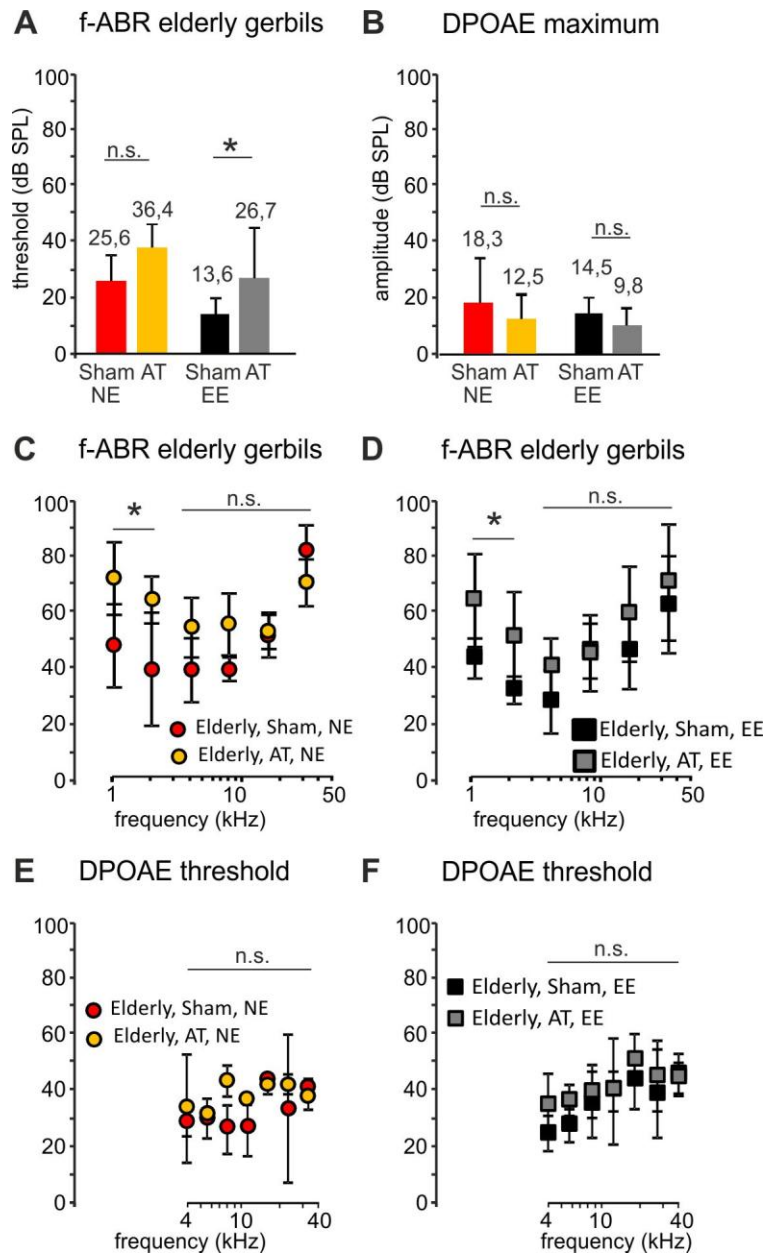 A f-ABR elderly gerbils
threshold (dB SPL)
100
80
60
40
20
0
n.s.
*
25,6
36,4
13,6
26,7
Sham AT
NE
Sham AT
EE
B DPOAE maximum
amplitude (dB SPL)
100
80
60
40
20
0
n.s.
n.s.
18,3
12,5
14,5
9,8
Sham AT
NE
Sham AT
EE
C f-ABR elderly gerbils
100
80
60
40
20
0
*
n.s.
Elderly, Sham, NE
Elderly, AT, NE
1 10 50
frequency (kHz)
D f-ABR elderly gerbils
100
80
60
40
20
0
*
n.s.
Elderly, Sham, EE
Elderly, AT, EE
1 10 50
frequency (kHz)
E DPOAE threshold
100
80
60
40
20
0
n.s.
Elderly, Sham, NE
Elderly, AT, NE
4 10 40
frequency (kHz)
F DPOAE threshold
100
80
60
40
20
0
n.s.
Elderly, Sham, EE
Elderly, AT, EE
4 10 40
frequency (kHz)